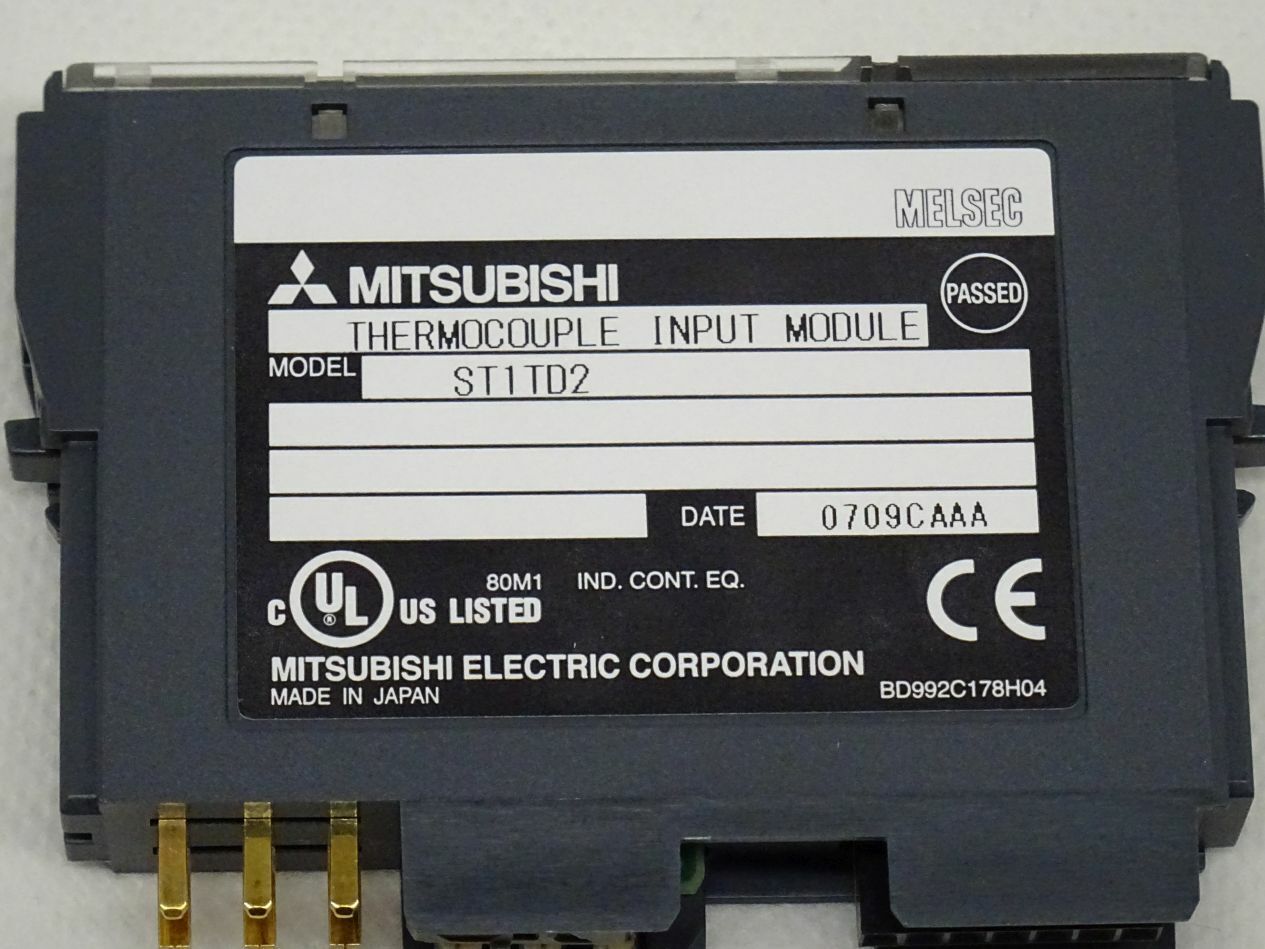 MELSEC
MITSUBISHI
PASSED
THERMOCOUPLE INPUT MODULE
MODEL ST1TD2
DATE 0709CAAA
C UL ® US LISTED 80M1 IND. CONT. EQ.
CE
MITSUBISHI ELECTRIC CORPORATION
MADE IN JAPAN
BD992C178H04